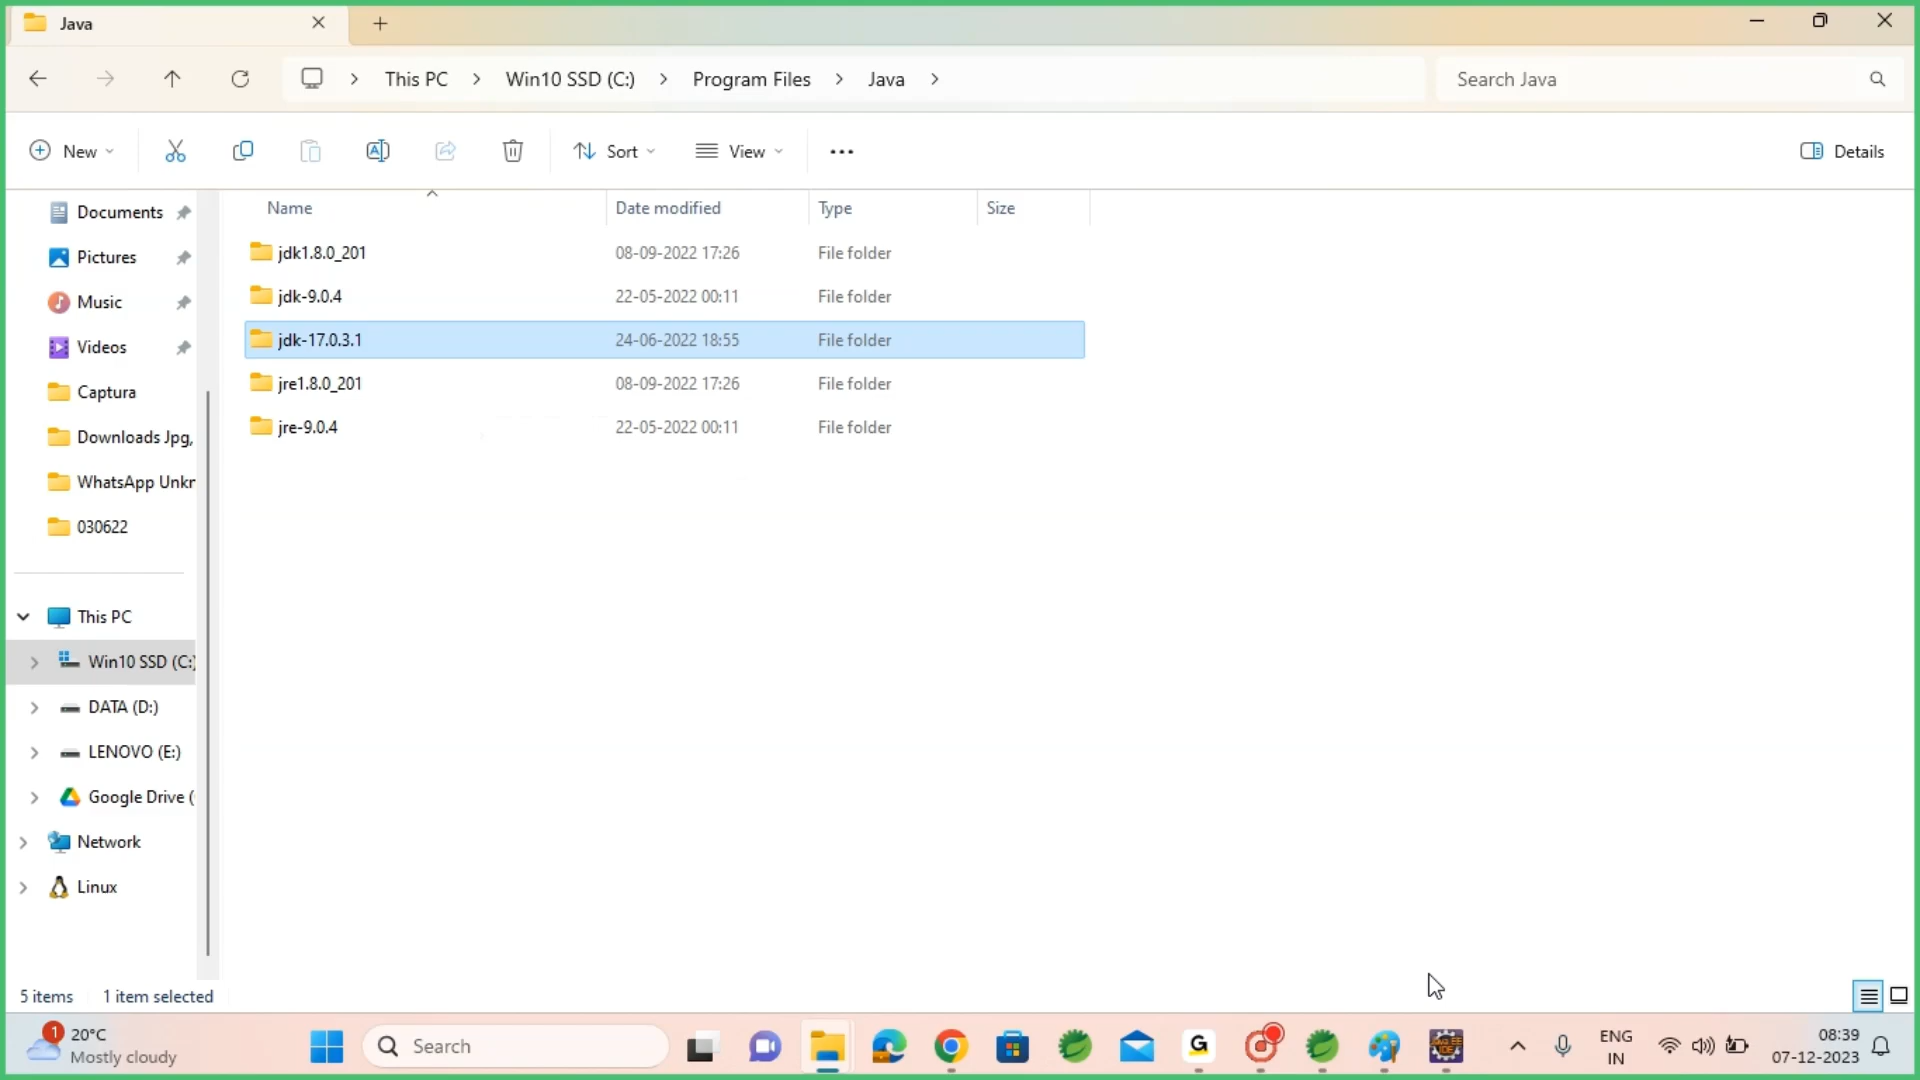 Java
This PC
Win10 SSD (C:)
Program Files
Java
Search Java
New
Sort
View
Details
Name
Date modified
Type
Size
Documents
Pictures
Music
Videos
Captura
Downloads Jpg,
WhatsApp Unkr
030622
This PC
Win10 SSD (C:)
DATA (D:)
LENOVO (E:)
Google Drive (
Network
Linux
jdk1.8.0_201 08-09-2022 17:26 File folder
jdk-9.0.4 22-05-2022 00:11 File folder
jdk-17.0.3.1 24-06-2022 18:55 File folder
jre1.8.0_201 08-09-2022 17:26 File folder
jre-9.0.4 22-05-2022 00:11 File folder
5 items 1 item selected
1
20°C
Mostly cloudy
Search
G
Java EE
IDE
ENG
IN
08:39
07-12-2023